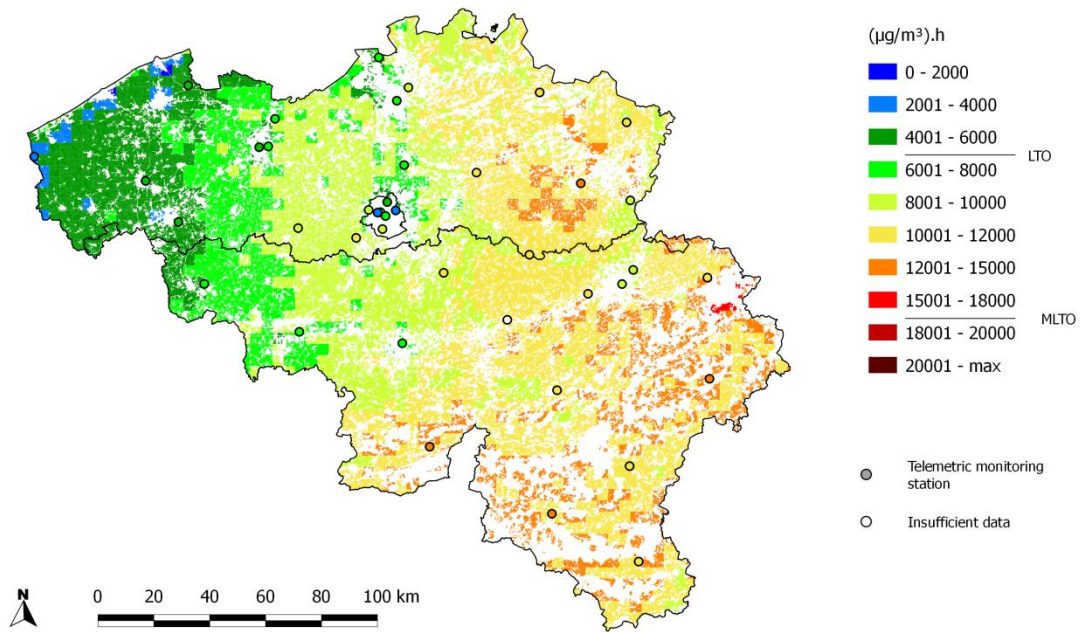 (µg/m³).h
0 - 2000
2001 - 4000
4001 - 6000
LTO
6001 - 8000
8001 - 10000
10001 - 12000
12001 - 15000
15001 - 18000
MLTO
18001 - 20000
20001 - max
Telemetric monitoring
station
Insufficient data
N
0 20 40 60 80 100 km